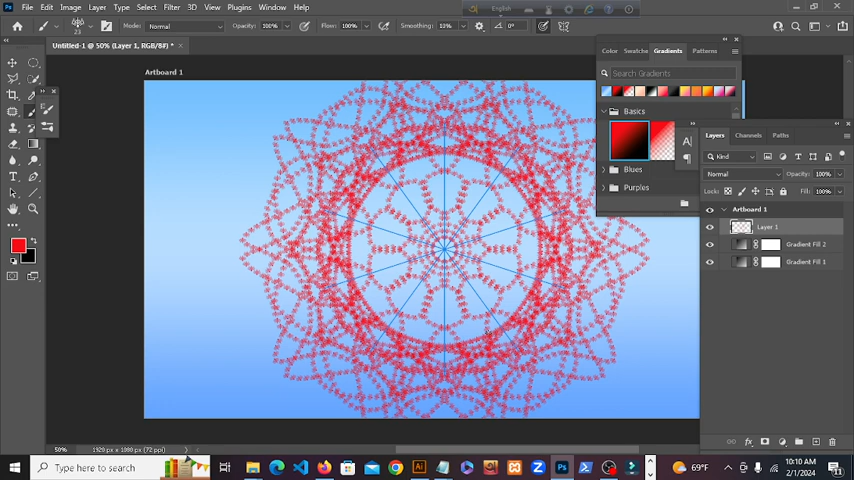 File Edit Image Layer Type Select Filter 3D View Window Help
English
Mode: Normal Opacity: 100% Flow: 100% Smoothing: 10% 0°
23
Untitled-1 @ 50% (Layer 1, RGB/8#) * ×
Artboard 1
Color Swatches Gradients Patterns
Search Gradients
Basics
Blues
Purples
Layers Channels Paths
Kind
Normal Opacity: 100%
Lock: Fill: 100%
Artboard 1
Layer 1
Gradient Fill 2
Gradient Fill 1
50% 1920 px x 1080 px (72 ppi)
Type here to search
69°F
10:10 AM
2/1/2024